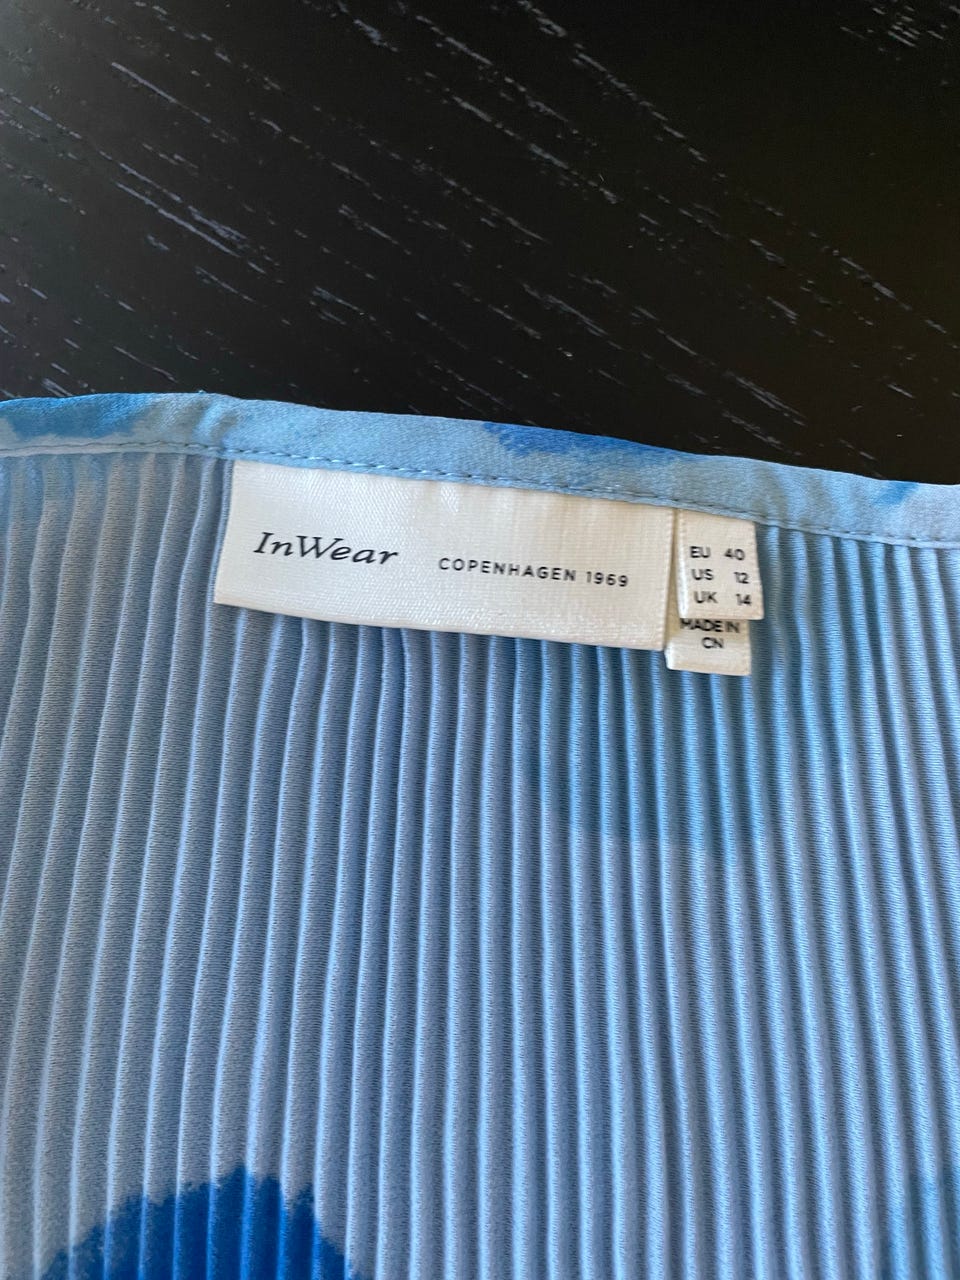 InWear COPENHAGEN 1969
EU 40
US 12
UK 14
MADE IN
CN